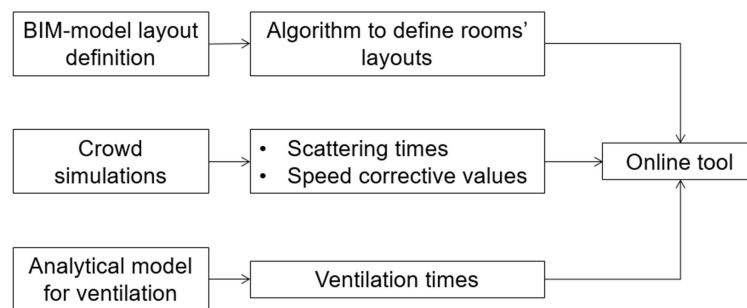 BIM-model layout
definition
Algorithm to define rooms'
layouts
Crowd
simulations
• Scattering times
• Speed corrective values
Online tool
Analytical model
for ventilation
Ventilation times